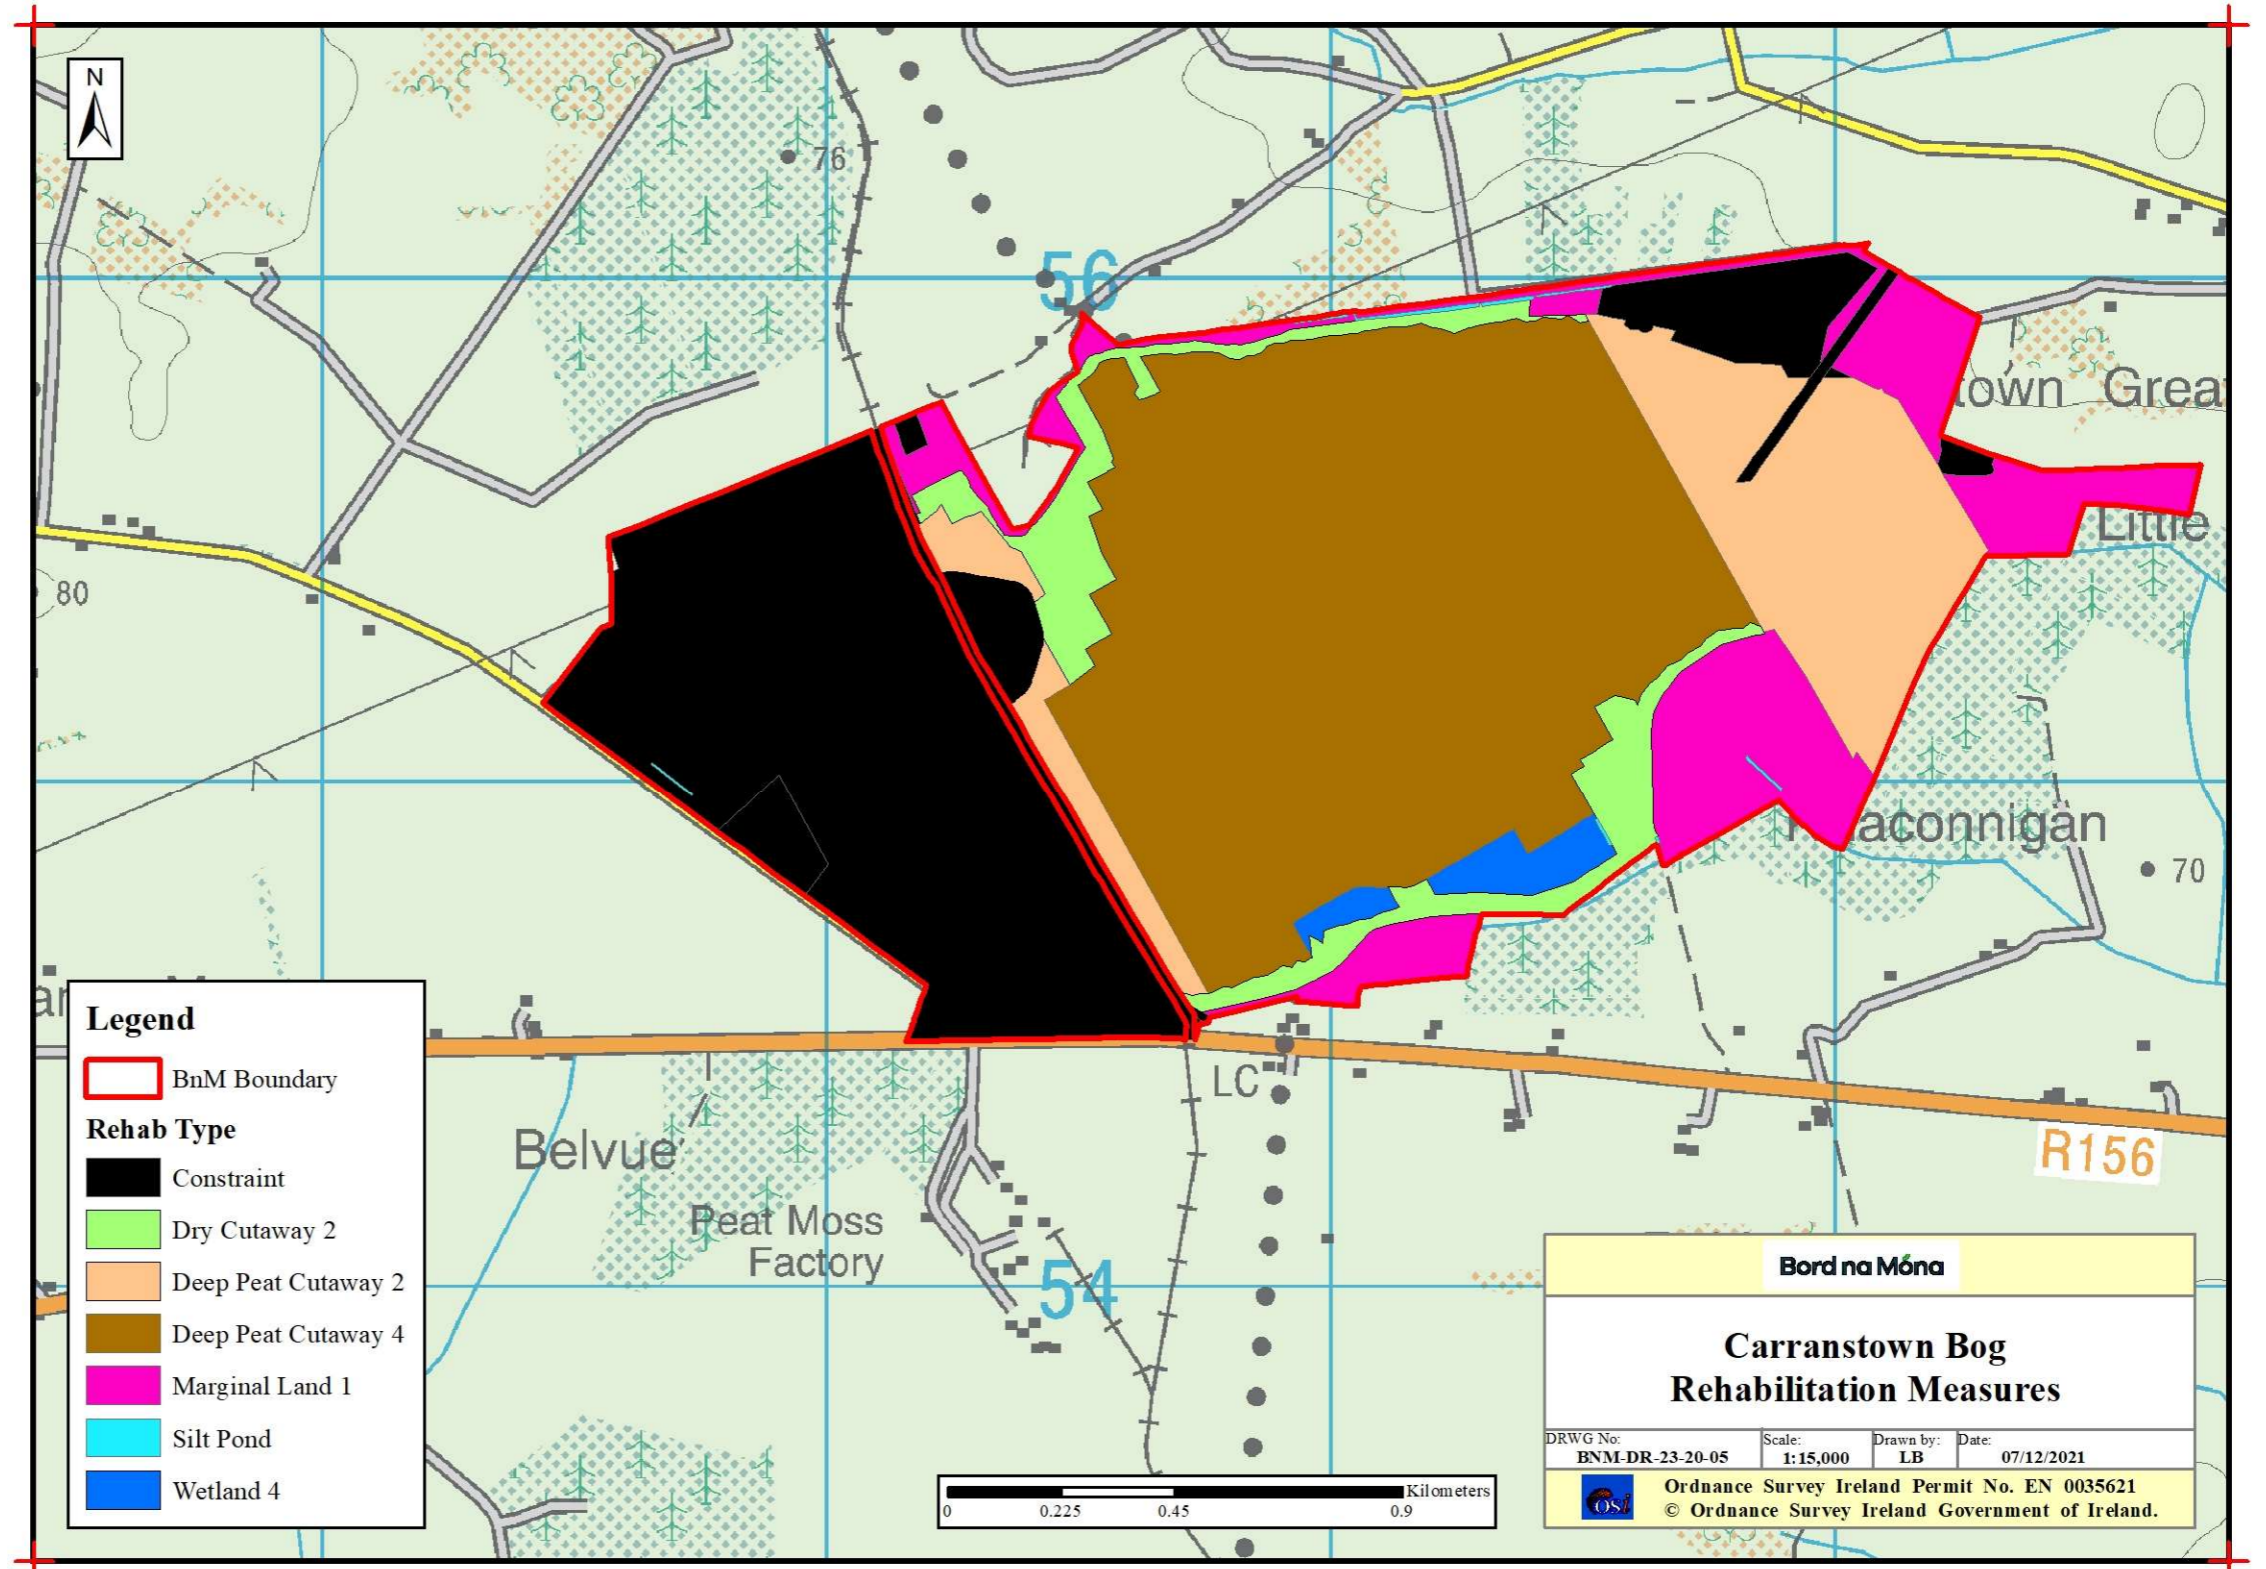 N
76
56
town Grea
Little
80
aconnigan
70
Legend
BnM Boundary
Rehab Type
Constraint
Dry Cutaway 2
Deep Peat Cutaway 2
Deep Peat Cutaway 4
Marginal Land 1
Silt Pond
Wetland 4
LC
Belvue
R156
Peat Moss
Factory
54
Kilometers
0 0.225 0.45 0.9
Bord na Móna
Carranstown Bog
Rehabilitation Measures
DRWG No: Scale: Drawn by: Date:
BNM-DR-23-20-05 1:15,000 LB 07/12/2021
osi
Ordnance Survey Ireland Permit No. EN 0035621
© Ordnance Survey Ireland Government of Ireland.